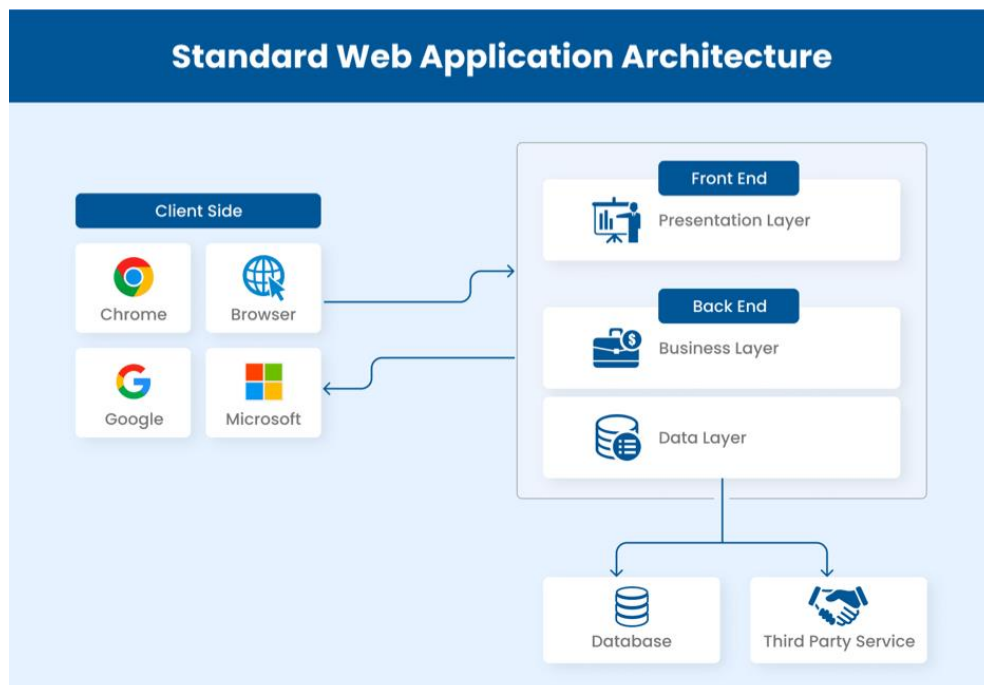 Standard Web Application Architecture
Client Side
Chrome
Browser
Google
Microsoft
Front End
Presentation Layer
Back End
Business Layer
Data Layer
Database
Third Party Service